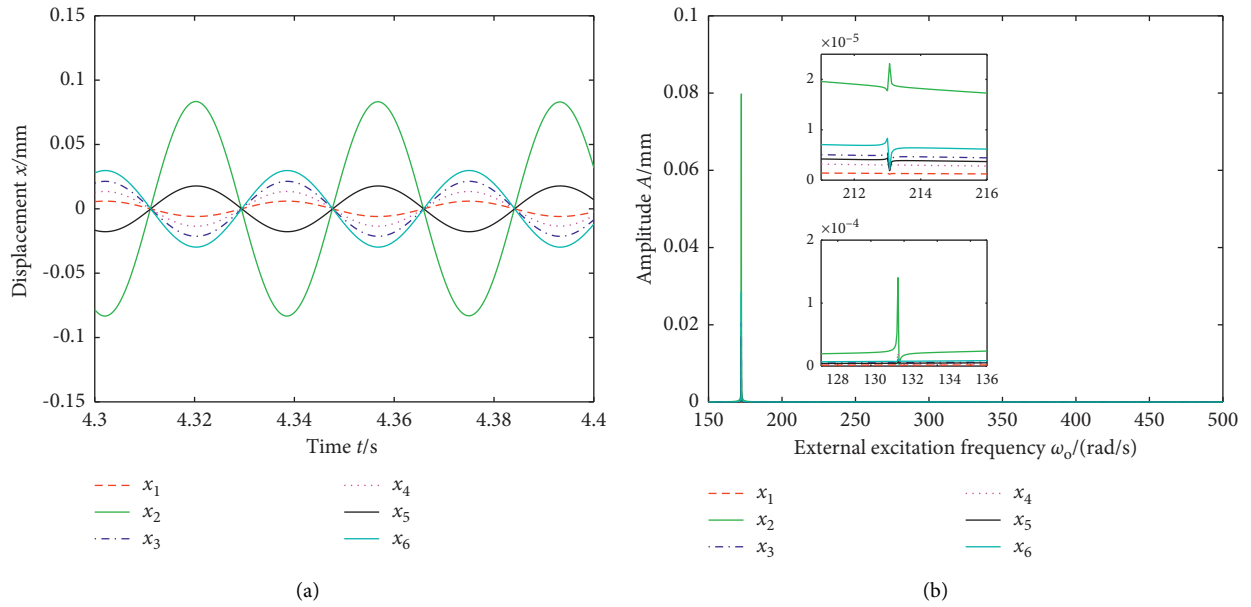 0.15
0.1
0.05
0
-0.05
-0.1
-0.15
Displacement x/mm
4.3
4.32
4.34
4.36
4.38
4.4
Time t/s
x1
x2
x3
x4
x5
x6
(a)
0.1
0.08
0.06
0.04
0.02
0
Amplitude A/mm
×10⁻⁵
2
1
0
212
214
216
×10⁻⁴
2
1
0
128
130
131
134
136
150
200
250
300
350
400
450
500
External excitation frequency ωo/(rad/s)
x1
x2
x3
x4
x5
x6
(b)